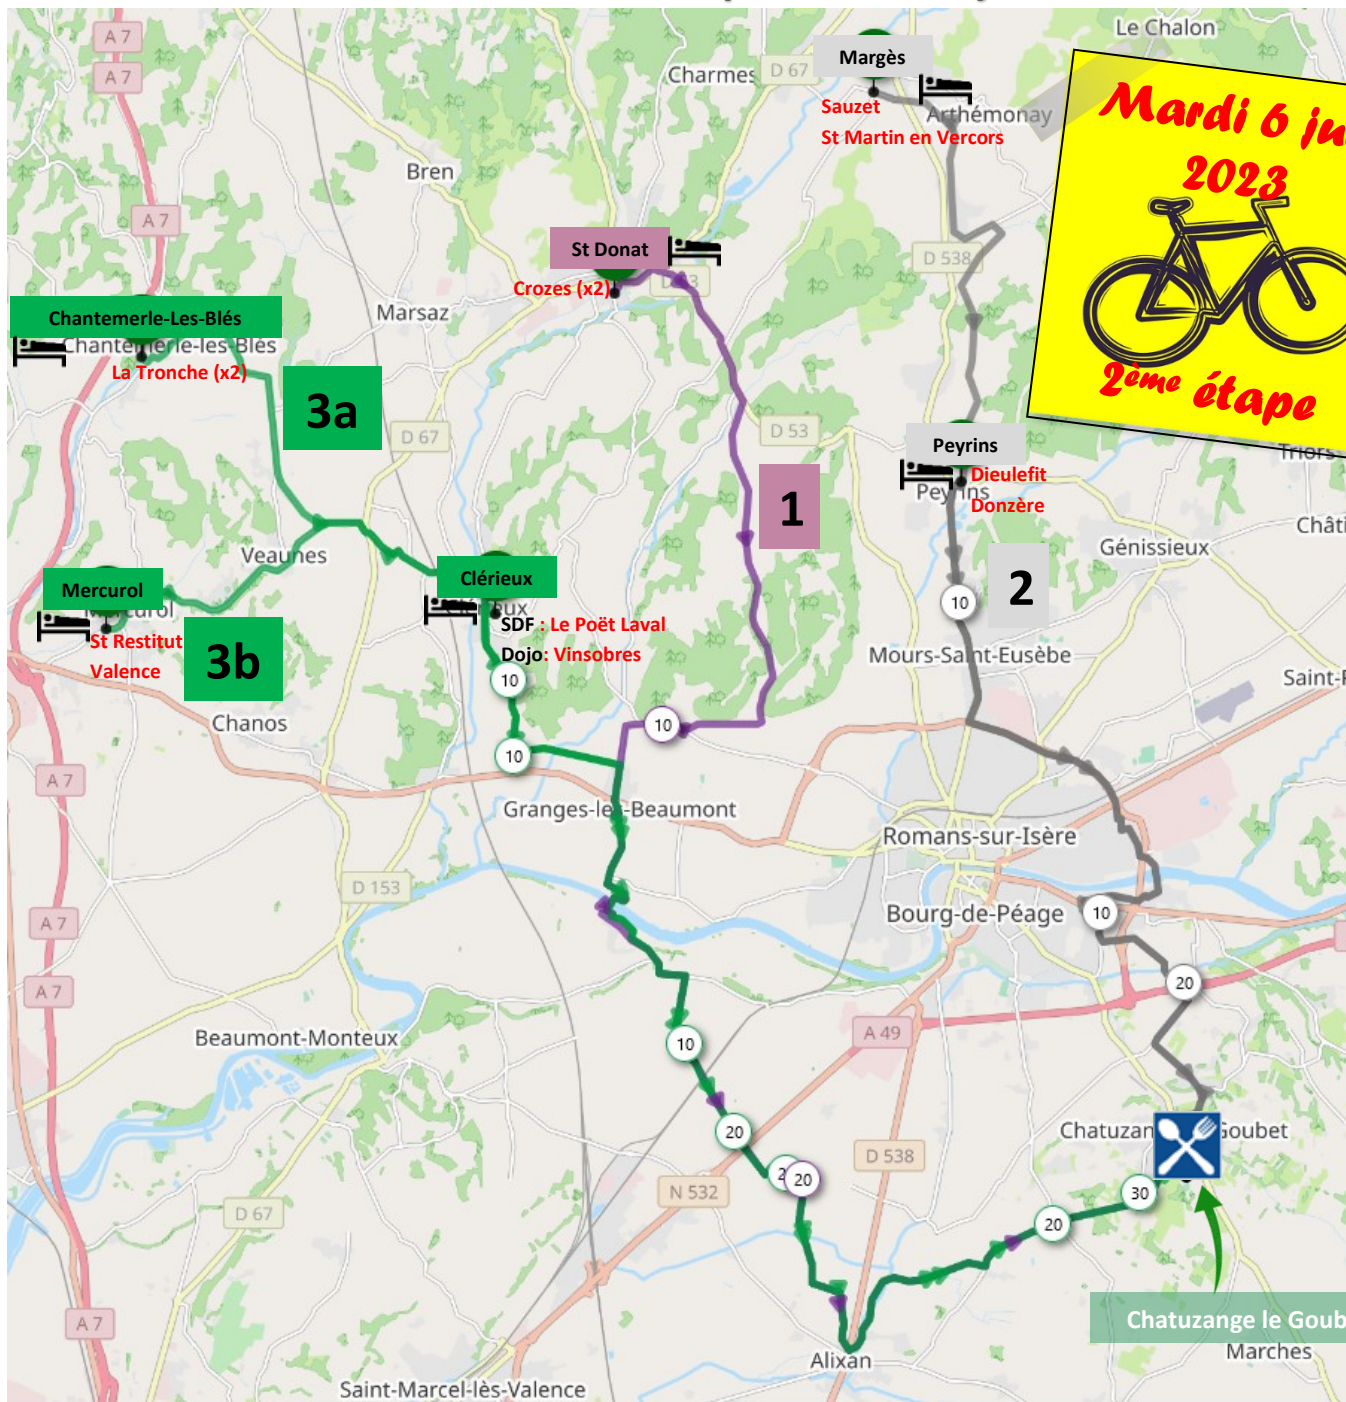 Le Chalon
A 7
Margès
Charmes
D 67
A 7
Arthémonay
Sauzet
St Martin en Vercors
Mardi 6 ju
2023
2ème étape
Bren
A 7
St Donat
D 538
Crozes (x2)
Marsaz
Chantemerle-Les-Blés
Chantemerle-les-Blés
La Tronche (x2)
3a
D 67
D 53
Peyrins
Triors
Dieulefit
Peyrins
Donzère
1
Châti
Génissieux
Veaunes
Clérieux
Mercurol
2
10
SDF : Le Poët Laval
St Restitut
Dojo: Vinsobres
Valence
3b
Mours-Saint-Eusèbe
10
Saint-P
Chanos
10
10
A 7
Granges-les-Beaumont
Romans-sur-Isère
D 153
Bourg-de-Péage
10
A 7
20
A 7
Beaumont-Monteux
A 49
10
20
Chatuzan
Goubet
D 538
20
N 532
30
D 67
20
A 7
Chatuzange le Goub
Alixan
Marches
Saint-Marcel-lès-Valence